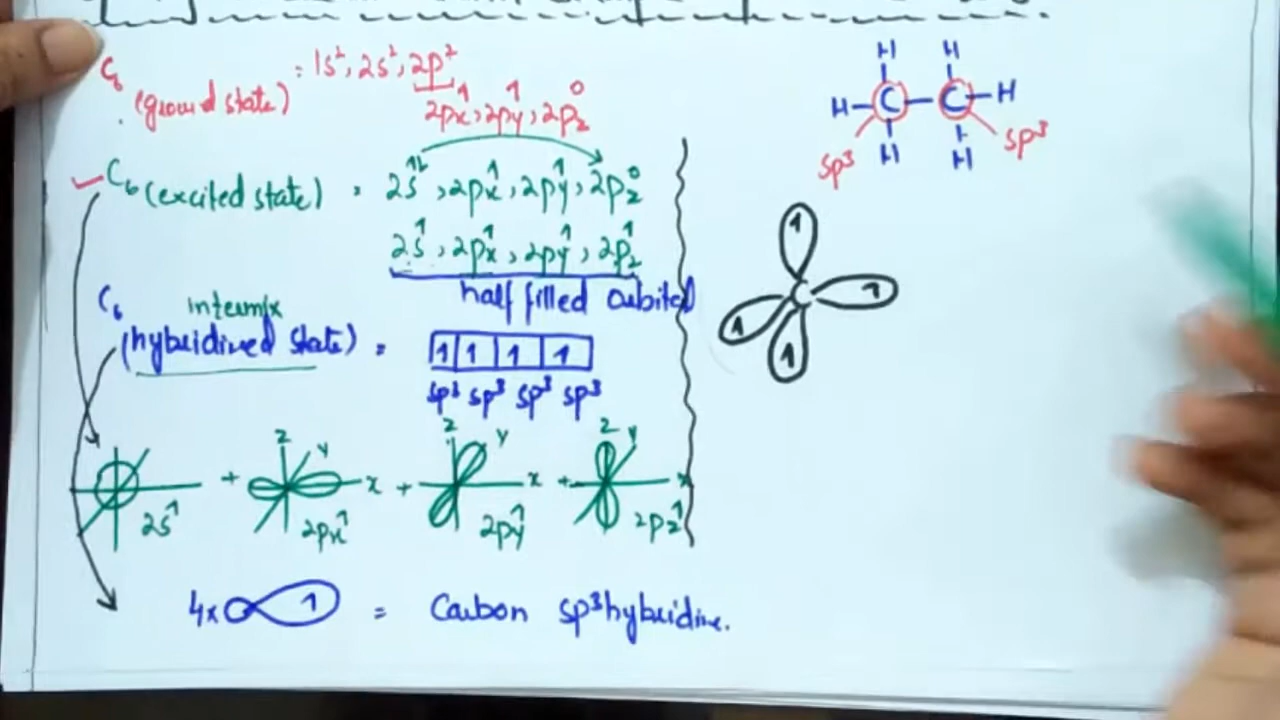 C₆ (ground state) : 1s², 2s², 2p²
2px¹, 2py¹, 2pz⁰
C₆ (excited state) = 2s↿⇂, 2px¹, 2py¹, 2pz⁰
2s¹, 2px¹, 2py¹, 2pz¹
half filled orbital
C₆ intermix
(hybridized state) = 1 1 1 1
sp³ sp³ sp³ sp³
z y x z y x z y x
2s¹ + 2px¹ + 2py¹ + 2pz¹
4x 1 = Carbon sp³ hybridize.
H H
H-C-C-H
sp³ H H sp³
1
1
1
1